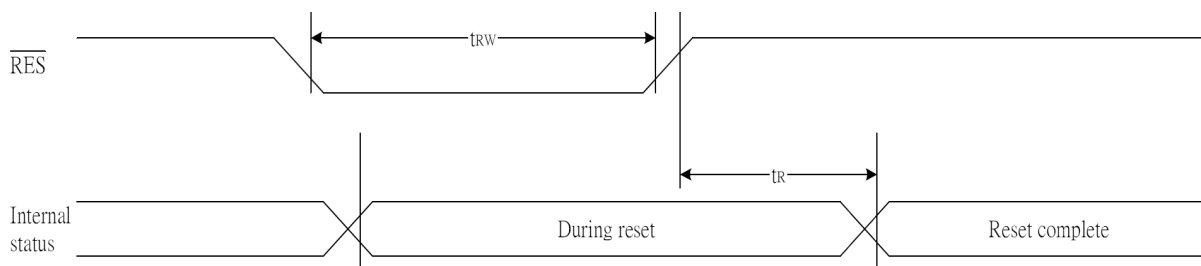 tRW
RES
tR
Internal
status
During reset
Reset complete